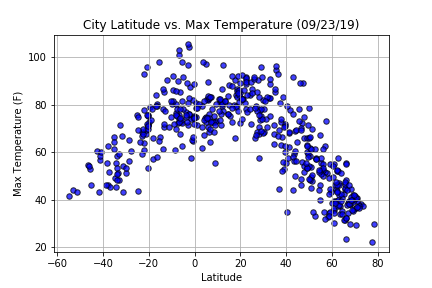 City Latitude vs. Max Temperature (09/23/19)
100
80
60
40
20
Max Temperature (F)
−60 −40 −20 0 20 40 60 80
Latitude